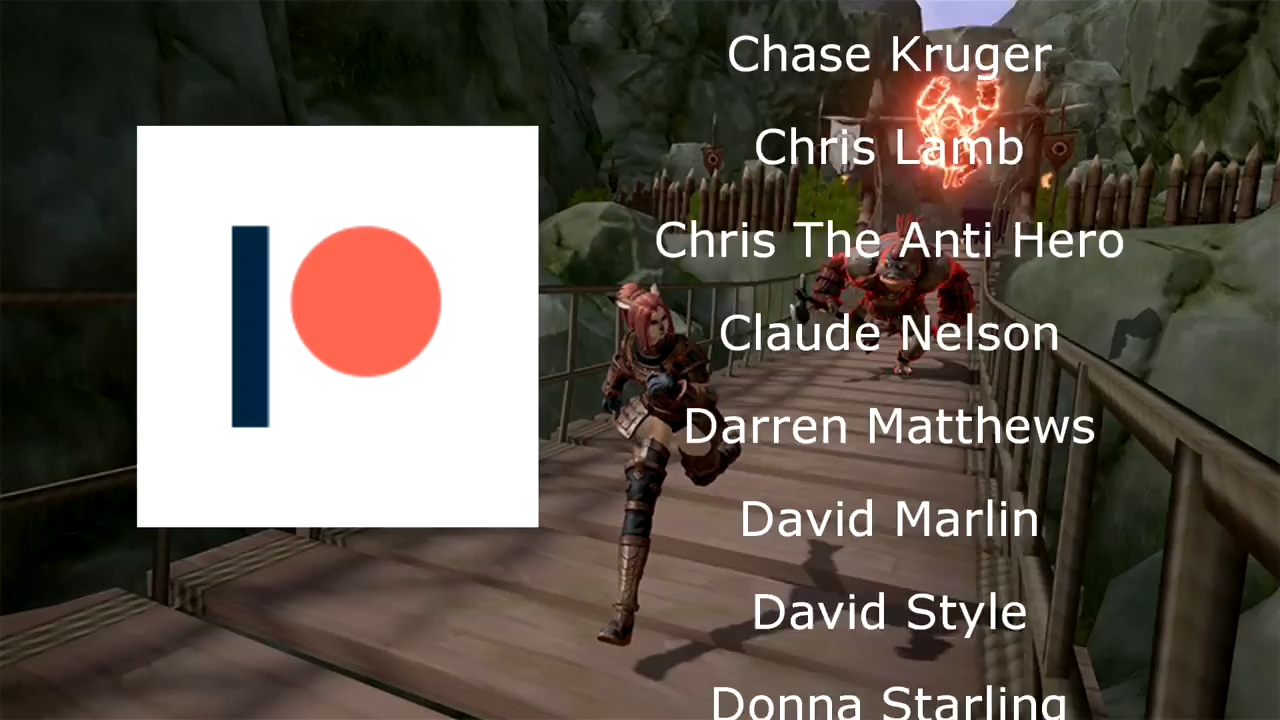 Chase Kruger
Chris Lamb
Chris The Anti Hero
Claude Nelson
Darren Matthews
David Marlin
David Style
Donna Starling